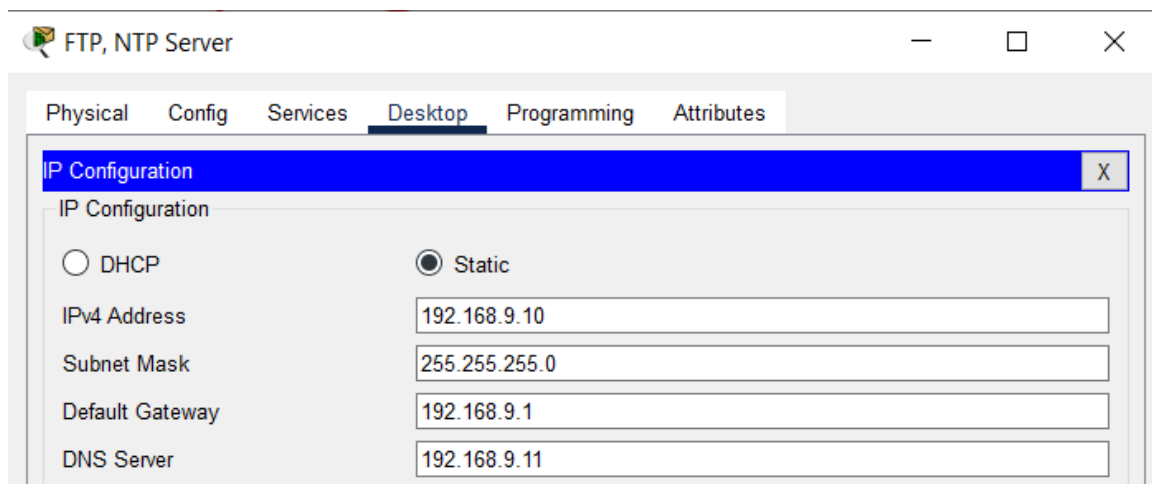 FTP, NTP Server
Physical Config Services Desktop Programming Attributes
IP Configuration X
IP Configuration
DHCP Static
IPv4 Address 192.168.9.10
Subnet Mask 255.255.255.0
Default Gateway 192.168.9.1
DNS Server 192.168.9.11